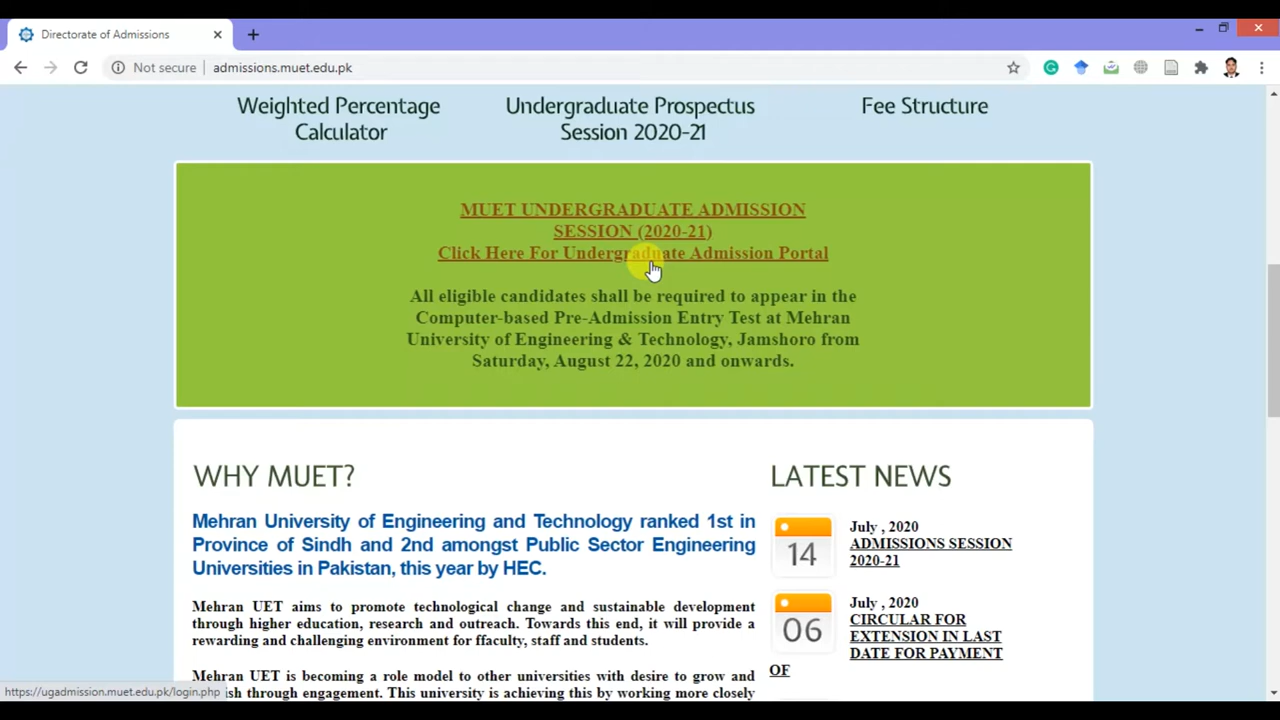 Directorate of Admissions
Not secure
admissions.muet.edu.pk
Weighted Percentage
Calculator
Undergraduate Prospectus
Session 2020-21
Fee Structure
MUET UNDERGRADUATE ADMISSION
SESSION (2020-21)
Click Here For Undergraduate Admission Portal
All eligible candidates shall be required to appear in the
Computer-based Pre-Admission Entry Test at Mehran
University of Engineering & Technology, Jamshoro from
Saturday, August 22, 2020 and onwards.
WHY MUET?
Mehran University of Engineering and Technology ranked 1st in
Province of Sindh and 2nd amongst Public Sector Engineering
Universities in Pakistan, this year by HEC.
Mehran UET aims to promote technological change and sustainable development
through higher education, research and outreach. Towards this end, it will provide a
rewarding and challenging environment for ffaculty, staff and students.
Mehran UET is becoming a role model to other universities with desire to grow and
ish through engagement. This university is achieving this by working more closely
LATEST NEWS
14
July , 2020
ADMISSIONS SESSION
2020-21
06
July , 2020
CIRCULAR FOR
EXTENSION IN LAST
DATE FOR PAYMENT
OF
https://ugadmission.muet.edu.pk/login.php